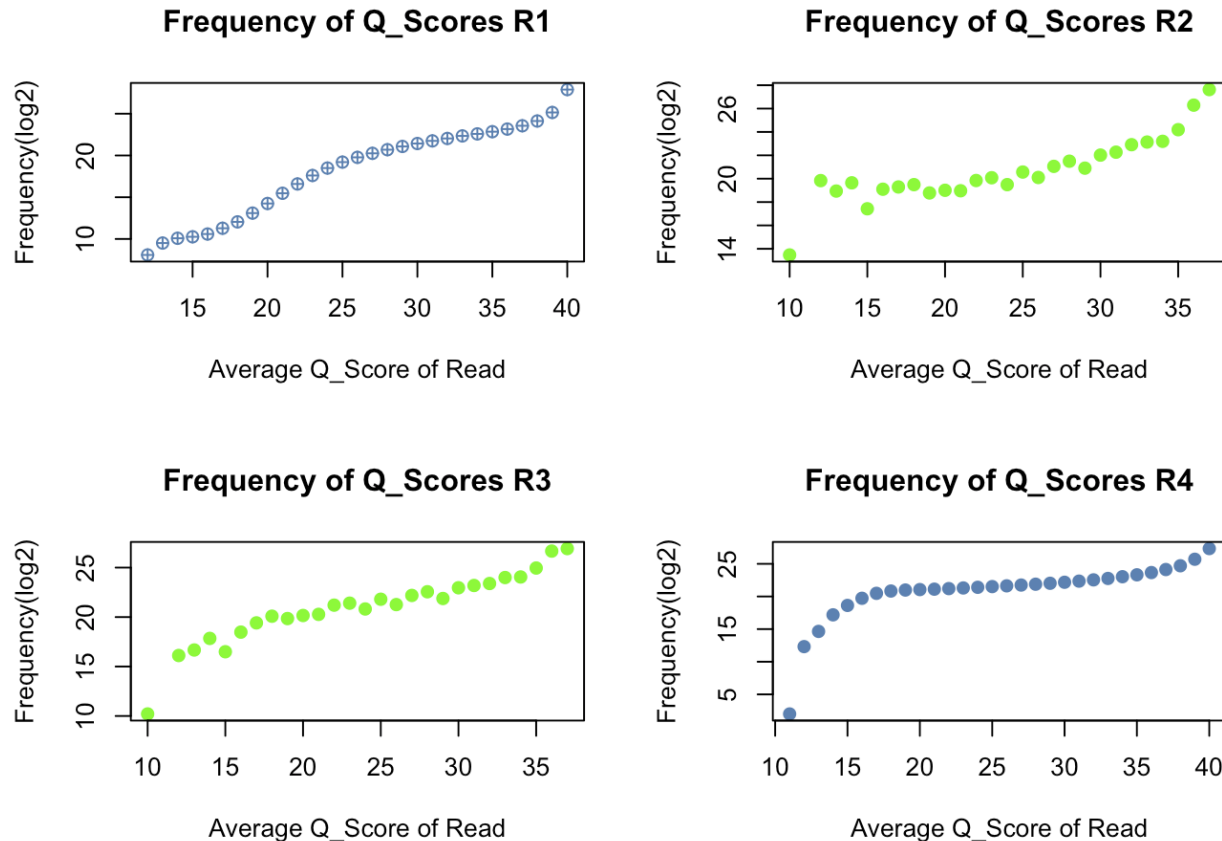 Frequency of Q_Scores R1
Frequency(log2)
10 20
15 20 25 30 35 40
Average Q_Score of Read
Frequency of Q_Scores R2
Frequency(log2)
14 20 26
10 15 20 25 30 35
Average Q_Score of Read
Frequency of Q_Scores R3
Frequency(log2)
10 15 20 25
10 15 20 25 30 35
Average Q_Score of Read
Frequency of Q_Scores R4
Frequency(log2)
5 15 25
10 15 20 25 30 35 40
Average Q_Score of Read